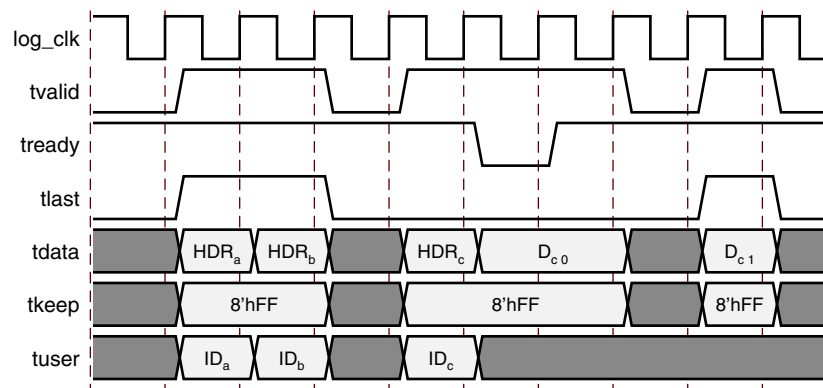 log_clk
tvalid
tready
tlast
tdata HDRa HDRb HDRc Dc 0 Dc 1
tkeep 8'hFF 8'hFF 8'hFF
tuser IDa IDb IDc